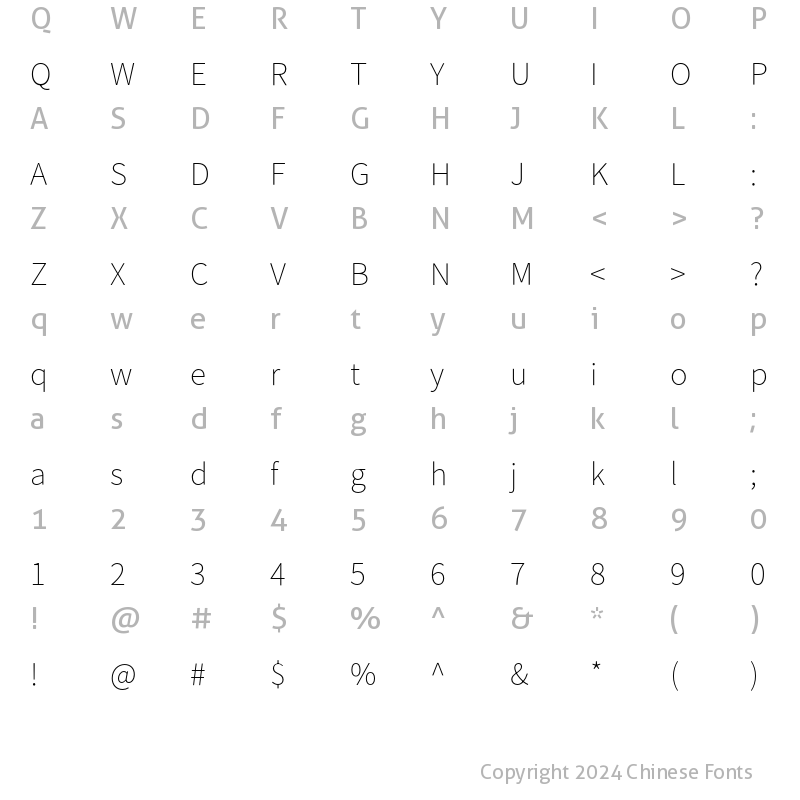 Q W E R T Y U I O P
Q W E R T Y U I O P
A S D F G H J K L :
A S D F G H J K L :
Z X C V B N M < > ?
Z X C V B N M < > ?
q w e r t y u i o p
q w e r t y u i o p
a s d f g h j k l ;
a s d f g h j k l ;
1 2 3 4 5 6 7 8 9 0
1 2 3 4 5 6 7 8 9 0
! @ # $ % ^ & * ( )
! @ # $ % ^ & * ( )
Copyright 2024 Chinese Fonts